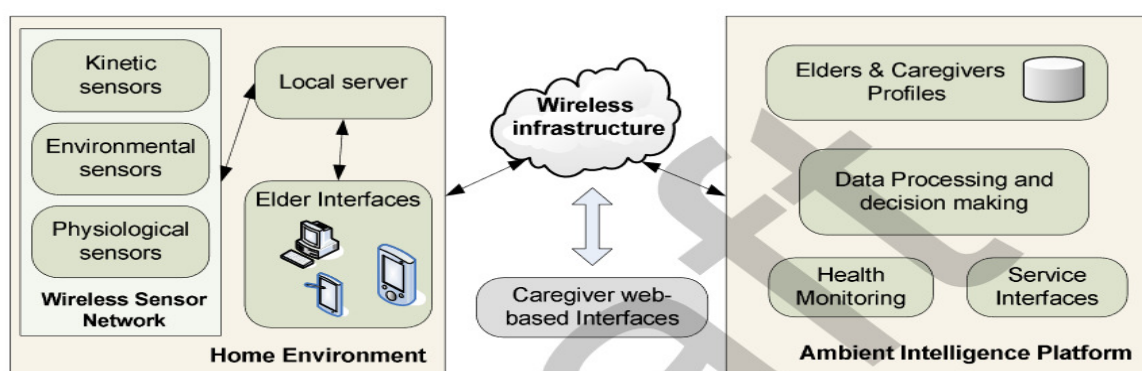 Kinetic
sensors
Environmental
sensors
Physiological
sensors
Wireless Sensor
Network
Local server
Elder Interfaces
Home Environment
Wireless
infrastructure
Caregiver web-
based Interfaces
Elders & Caregivers
Profiles
Data Processing and
decision making
Health
Monitoring
Service
Interfaces
Ambient Intelligence Platform